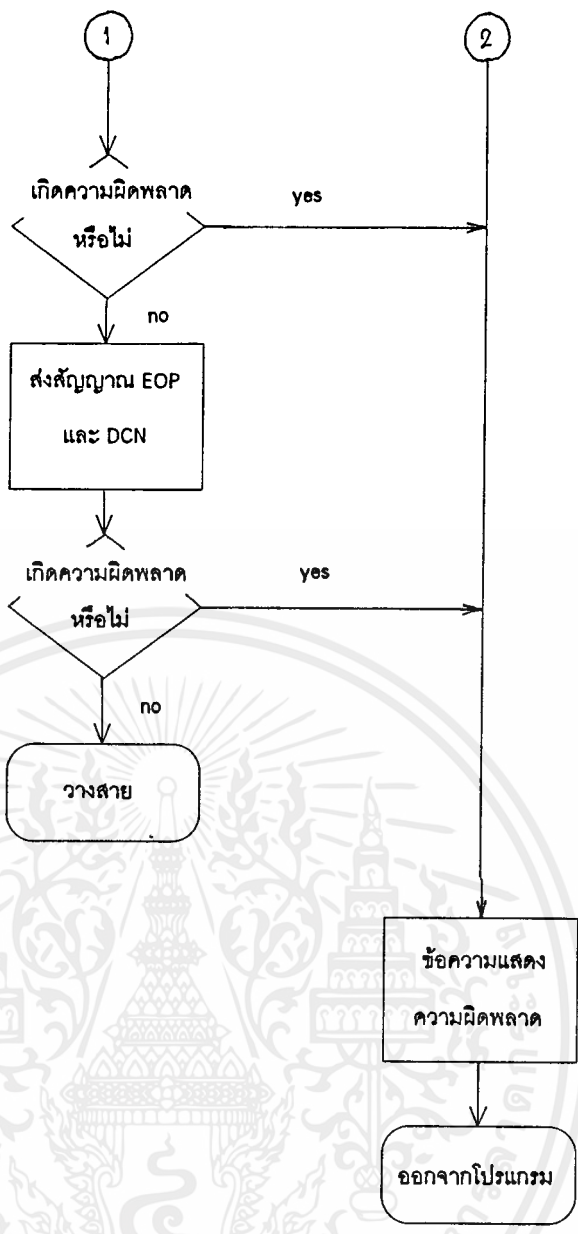 1
2
เกิดความผิดพลาด
หรือไม่
yes
no
ส่งสัญญาณ EOP
และ DCN
เกิดความผิดพลาด
หรือไม่
yes
no
วางสาย
ข้อความแสดง
ความผิดพลาด
ออกจากโปรแกรม